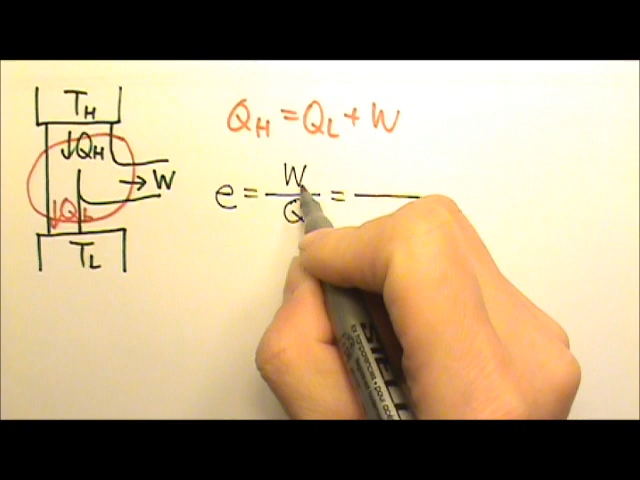 T_H
↓Q_H
→ W
↓Q_L
T_L
Q_H = Q_L + W
e = W / Q =